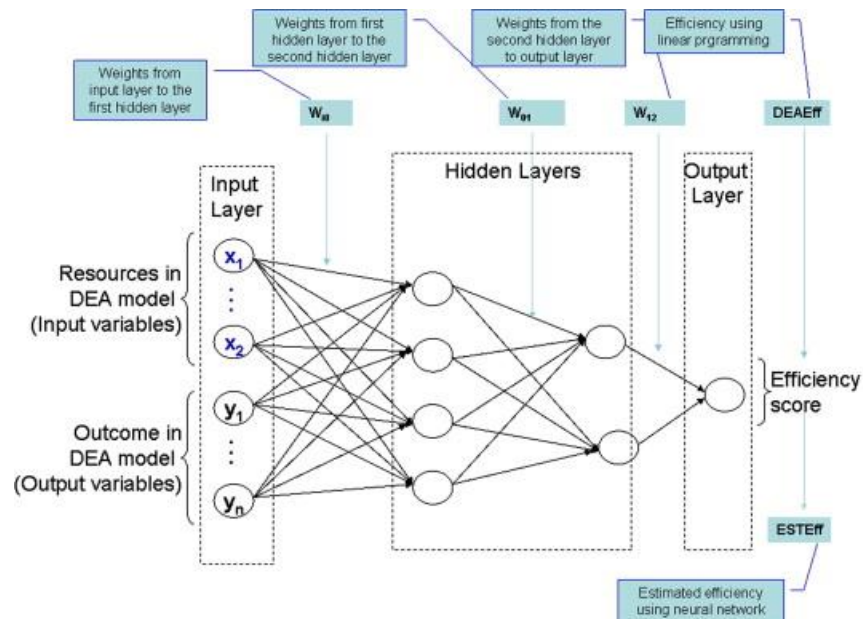 Weights from first
hidden layer to the
second hidden layer
Weights from the
second hidden layer
to output layer
Efficiency using
linear prgramming
Weights from
input layer to the
first hidden layer
W
W₀₁
W₁₂
DEAEff
Input
Layer
Hidden Layers
Output
Layer
Resources in
DEA model
(Input variables)
x₁
x₂
Outcome in
DEA model
(Output variables)
y₁
yₙ
Efficiency
score
ESTEff
Estimated efficiency
using neural network